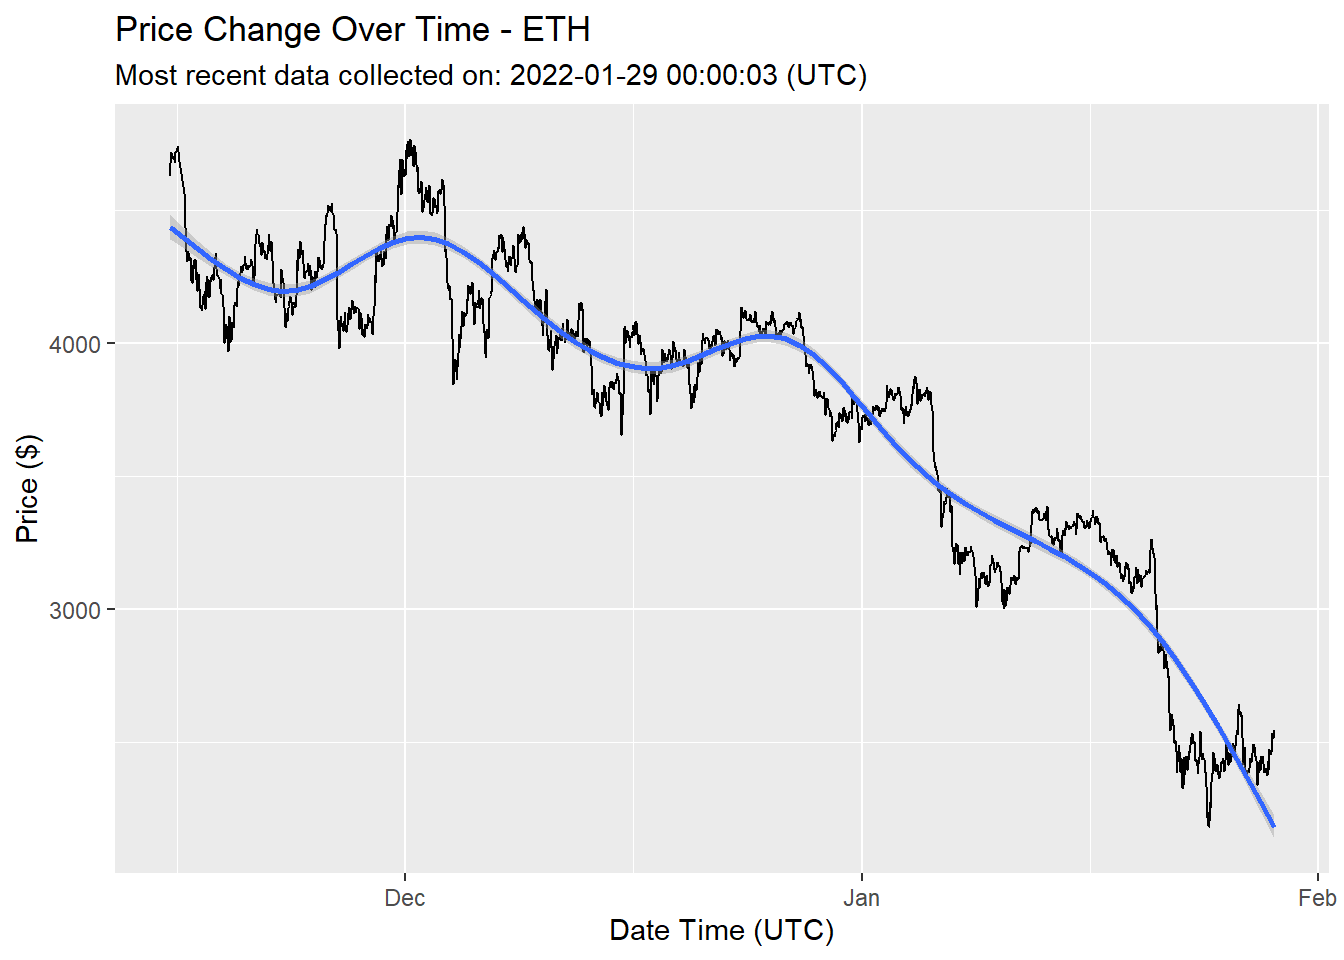 Price Change Over Time - ETH
Most recent data collected on: 2022-01-29 00:00:03 (UTC)
4000
3000
Price ($)
Dec
Jan
Feb
Date Time (UTC)